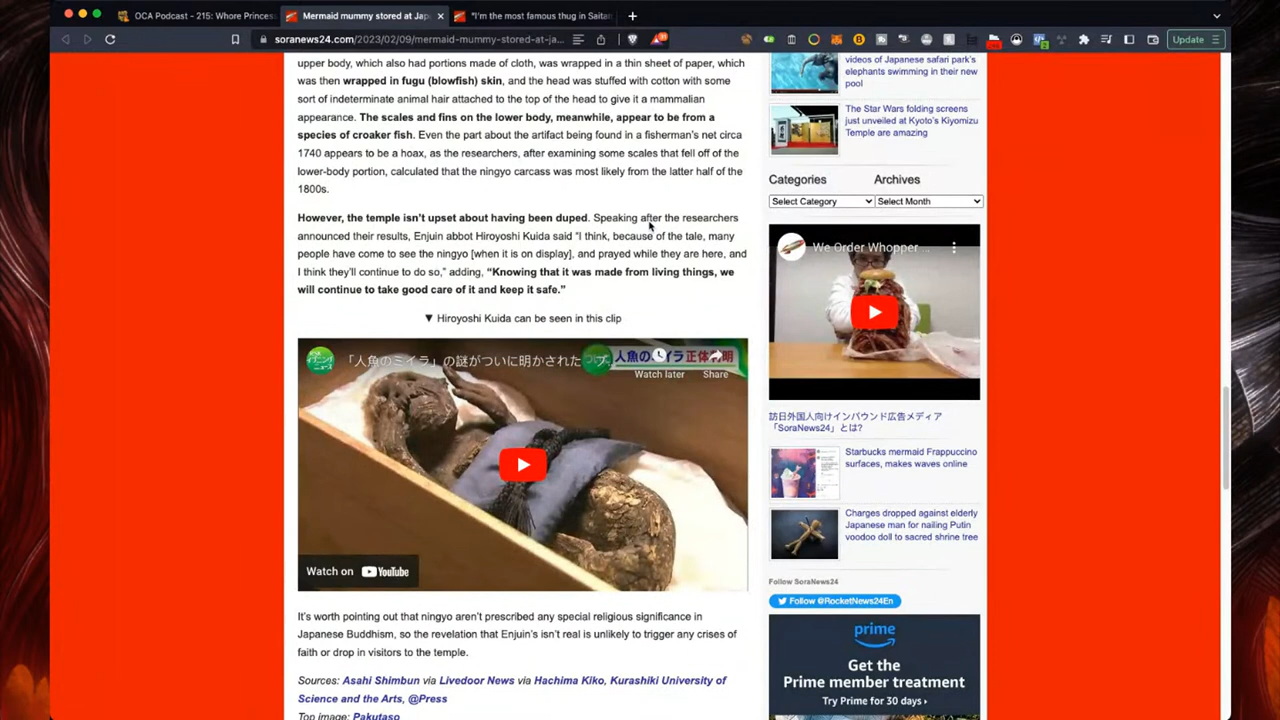 OCA Podcast - 215: Whore Princes
Mermaid mummy stored at Jap
"I'm the most famous thug in Saitan
soranews24.com/2023/02/09/mermaid-mummy-stored-at-ja...
Update
upper body, which also had portions made of cloth, was wrapped in a thin sheet of paper, which
was then wrapped in fugu (blowfish) skin, and the head was stuffed with cotton with some
sort of indeterminate animal hair attached to the top of the head to give it a mammalian
appearance. The scales and fins on the lower body, meanwhile, appear to be from a
species of croaker fish. Even the part about the artifact being found in a fisherman's net circa
1740 appears to be a hoax, as the researchers, after examining some scales that fell off of the
lower-body portion, calculated that the ningyo carcass was most likely from the latter half of the
1800s.
However, the temple isn't upset about having been duped. Speaking after the researchers
announced their results, Enjuin abbot Hiroyoshi Kuida said "I think, because of the tale, many
people have come to see the ningyo [when it is on display], and prayed while they are here, and
I think they'll continue to do so," adding, "Knowing that it was made from living things, we
will continue to take good care of it and keep it safe."
▼ Hiroyoshi Kuida can be seen in this clip
「人魚のミイラ」の謎がついに明かされた
人魚のミイラ 正体判明
Watch later
Share
Watch on YouTube
It's worth pointing out that ningyo aren't prescribed any special religious significance in
Japanese Buddhism, so the revelation that Enjuin's isn't real is unlikely to trigger any crises of
faith or drop in visitors to the temple.
Sources: Asahi Shimbun via Livedoor News via Hachima Kiko, Kurashiki University of
Science and the Arts, @Press
Top image: Pakutaso
videos of Japanese safari park's
elephants swimming in their new
pool
The Star Wars folding screens
just unveiled at Kyoto's Kiyomizu
Temple are amazing
Categories
Archives
Select Category
Select Month
We Order Whopper ...
訪日外国人向けインバウンド広告メディア
「SoraNews24」とは?
Starbucks mermaid Frappuccino
surfaces, makes waves online
Charges dropped against elderly
Japanese man for nailing Putin
voodoo doll to sacred shrine tree
Follow SoraNews24
Follow @RocketNews24En
prime
Get the
Prime member treatment
Try Prime for 30 days ›